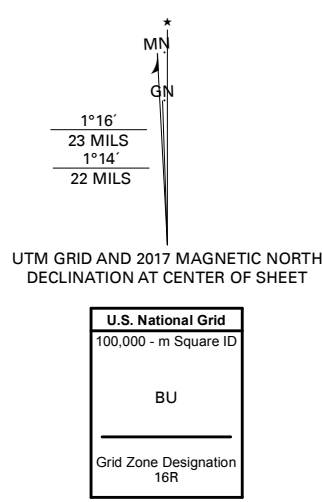 MN
GN
1°16´
23 MILS
1°14´
22 MILS
UTM GRID AND 2017 MAGNETIC NORTH
DECLINATION AT CENTER OF SHEET
U.S. National Grid
100,000 - m Square ID
BU
Grid Zone Designation
16R